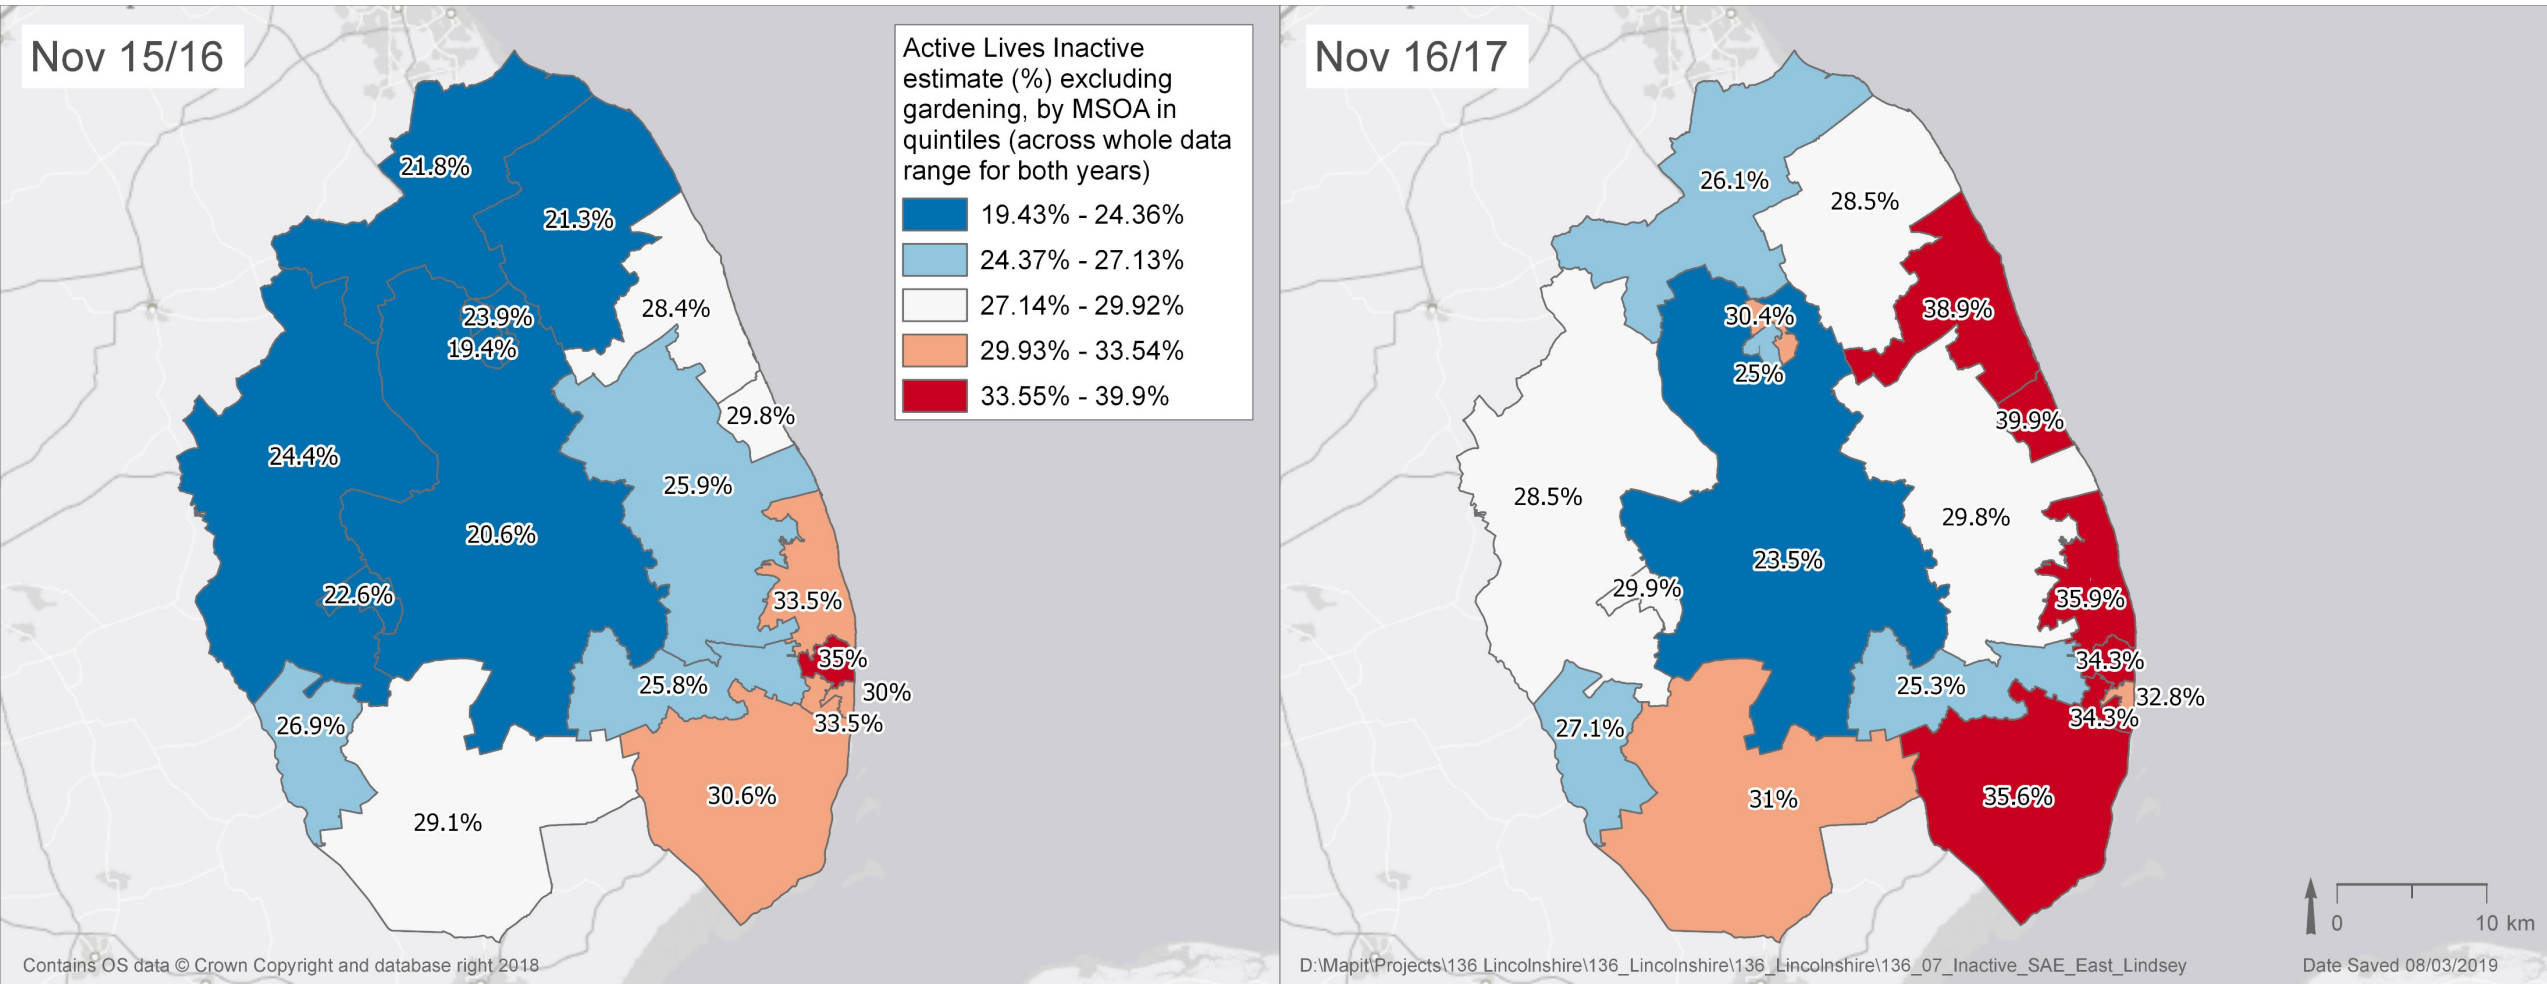 Nov 15/16
Active Lives Inactive
estimate (%) excluding
gardening, by MSOA in
quintiles (across whole data
range for both years)
19.43% - 24.36%
24.37% - 27.13%
27.14% - 29.92%
29.93% - 33.54%
33.55% - 39.9%
21.8%
21.3%
28.4%
23.9%
19.4%
29.8%
24.4%
25.9%
20.6%
22.6%
33.5%
35%
25.8%
30%
26.9%
33.5%
30.6%
29.1%
Contains OS data © Crown Copyright and database right 2018
Nov 16/17
26.1%
28.5%
38.9%
30.4%
25%
39.9%
28.5%
29.8%
23.5%
29.9%
35.9%
34.3%
25.3%
32.8%
34.3%
27.1%
35.6%
31%
0 10 km
D:\Mapit\Projects\136 Lincolnshire\136_Lincolnshire\136_Lincolnshire\136_07_Inactive_SAE_East_Lindsey
Date Saved 08/03/2019